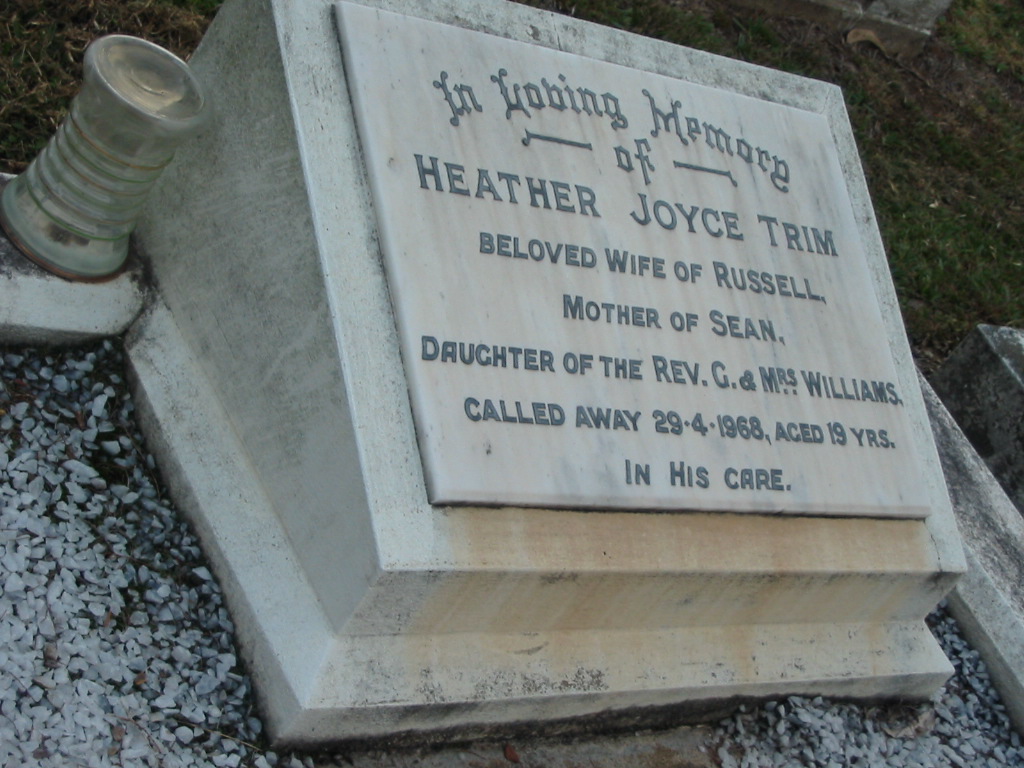 In Loving Memory
of
HEATHER JOYCE TRIM
BELOVED WIFE OF RUSSELL,
MOTHER OF SEAN,
DAUGHTER OF THE REV. G. & MRS WILLIAMS,
CALLED AWAY 29·4·1968, AGED 19 YRS.
IN HIS CARE.